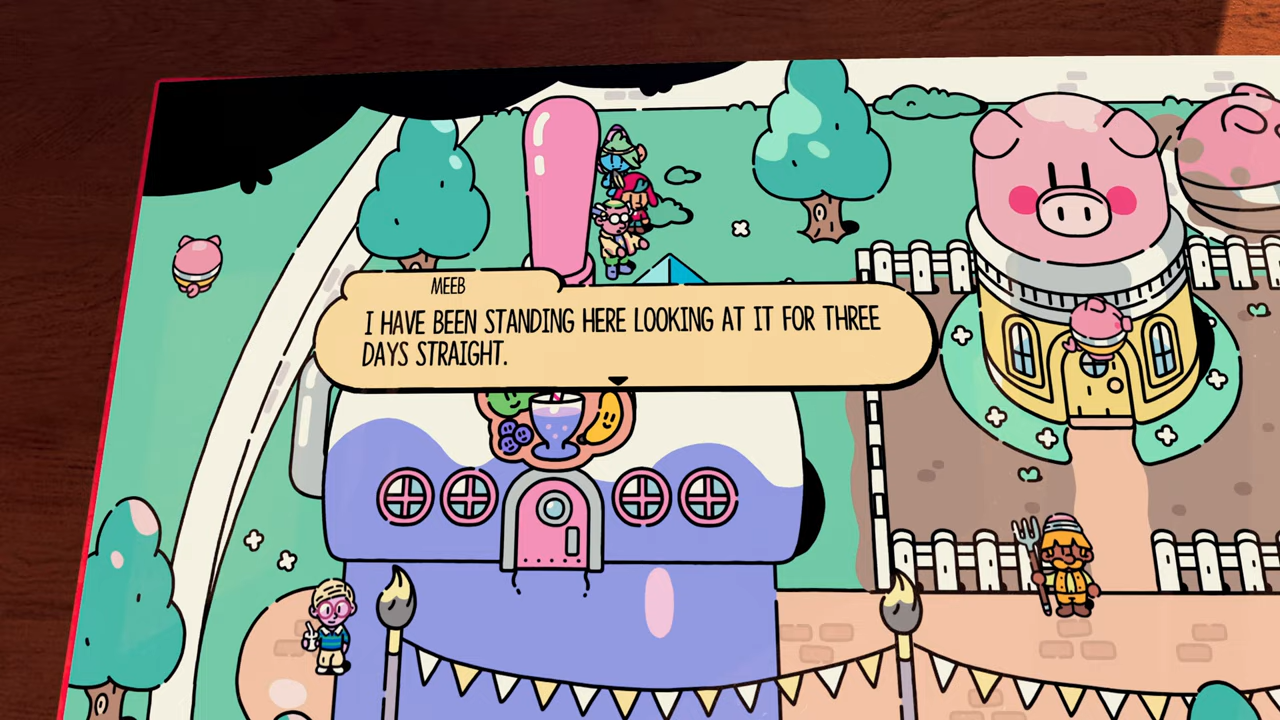 MEEB
I HAVE BEEN STANDING HERE LOOKING AT IT FOR THREE
DAYS STRAIGHT.